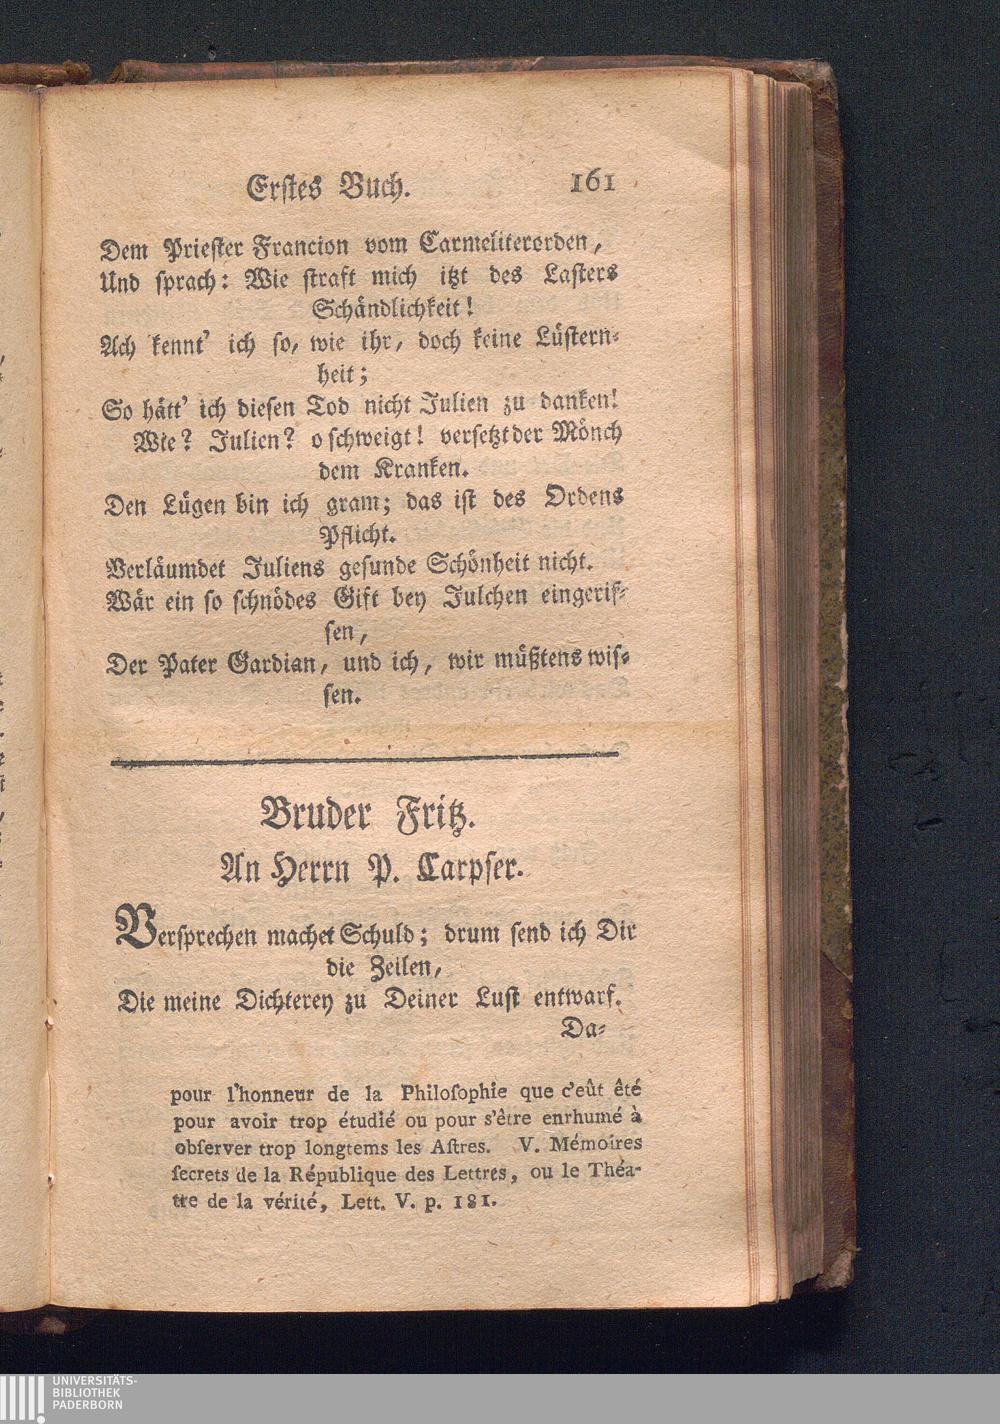 Erstes Buch. 161
Dem Priester Francion vom Carmeliterorden,
Und sprach: Wie straft mich itzt des Lasters
Schändlichkeit!
Ach kennt' ich so, wie ihr, doch keine Lüstern-
heit;
So hätt' ich diesen Tod nicht Julien zu danken!
Wie? Julien? o schweigt! versetzt der Mönch
dem Kranken.
Den Lügen bin ich gram; das ist des Ordens
Pflicht.
Verläumdet Juliens gesunde Schönheit nicht.
Wär ein so schnödes Gift bey Julchen eingeris-
sen,
Der Pater Gardian, und ich, wir müßtens wis-
sen.
Bruder Fritz.
An Herrn P. Carpser.
Versprechen machet Schuld; drum send ich Dir
die Zeilen,
Die meine Dichterey zu Deiner Lust entwarf.
Da-
pour l'honneur de la Philoſophie que c'eût été
pour avoir trop étudié ou pour s'être enrhumé à
obſerver trop longtems les Aſtres. V. Mémoires
ſecrets de la République des Lettres, ou le Théa-
tre de la vérité, Lett. V. p. 181.
UNIVERSITÄTS-
BIBLIOTHEK
PADERBORN